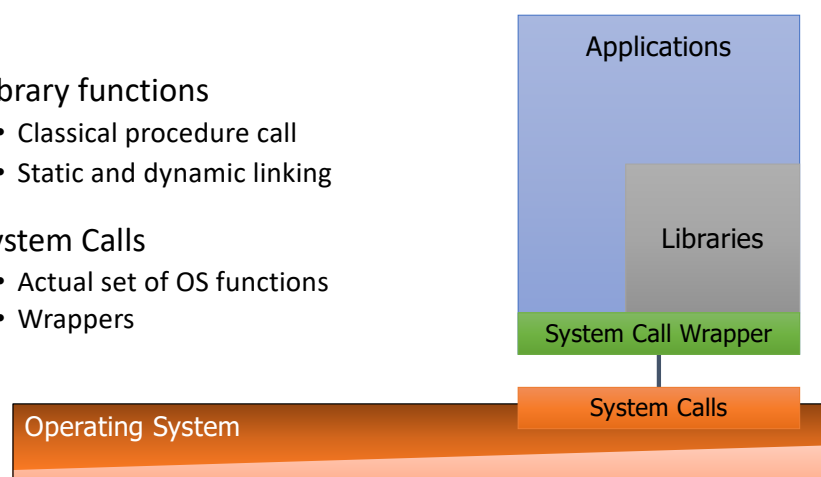 brary functions
• Classical procedure call
• Static and dynamic linking
ystem Calls
• Actual set of OS functions
• Wrappers
Applications
Libraries
System Call Wrapper
System Calls
Operating System